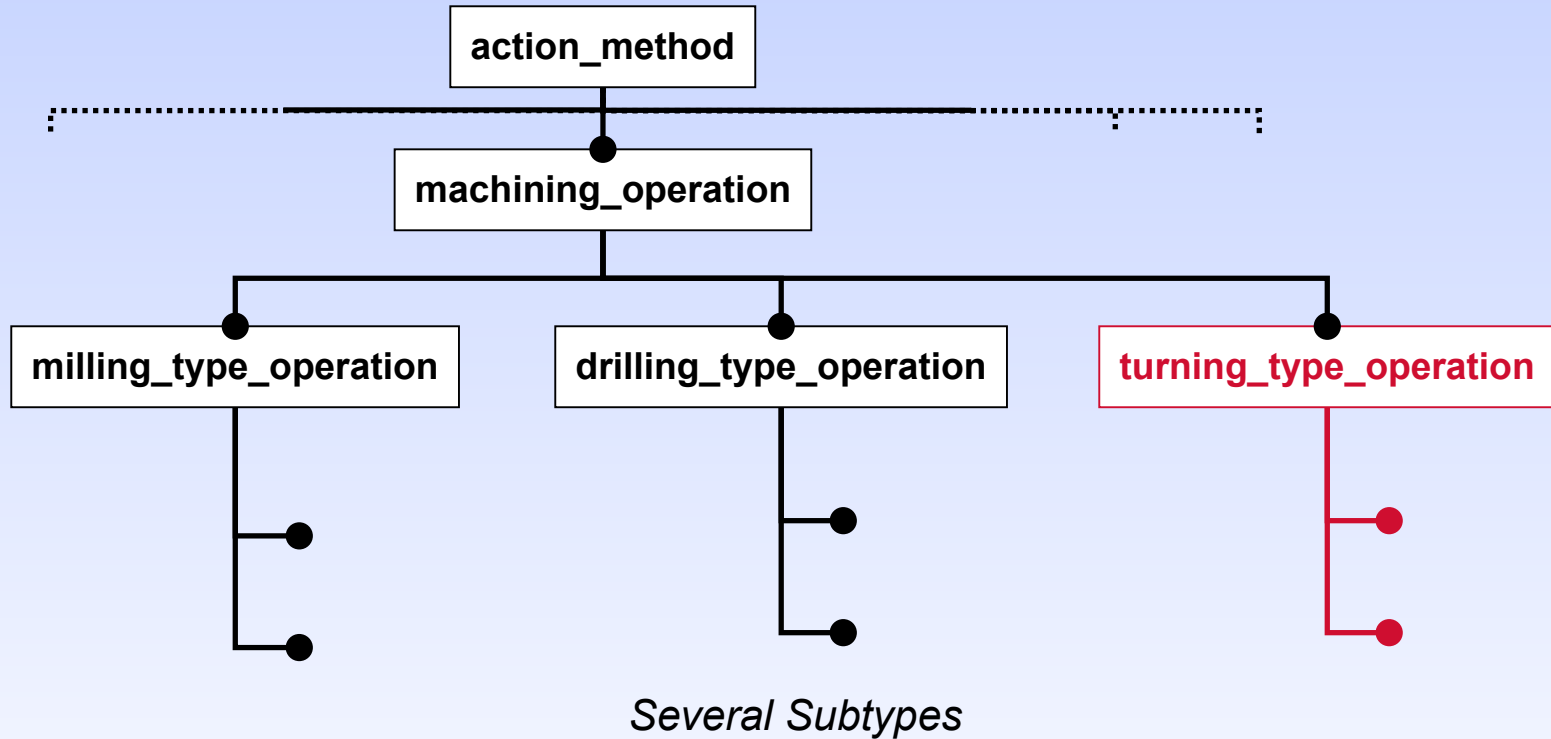 action_method
machining_operation
milling_type_operation
drilling_type_operation
turning_type_operation
Several Subtypes